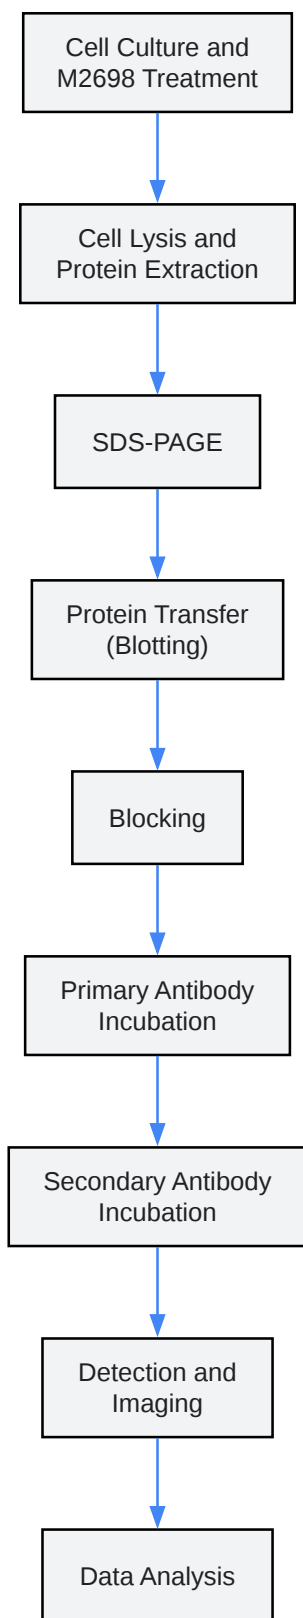 Cell Culture and
M2698 Treatment
Cell Lysis and
Protein Extraction
SDS-PAGE
Protein Transfer
(Blotting)
Blocking
Primary Antibody
Incubation
Secondary Antibody
Incubation
Detection and
Imaging
Data Analysis